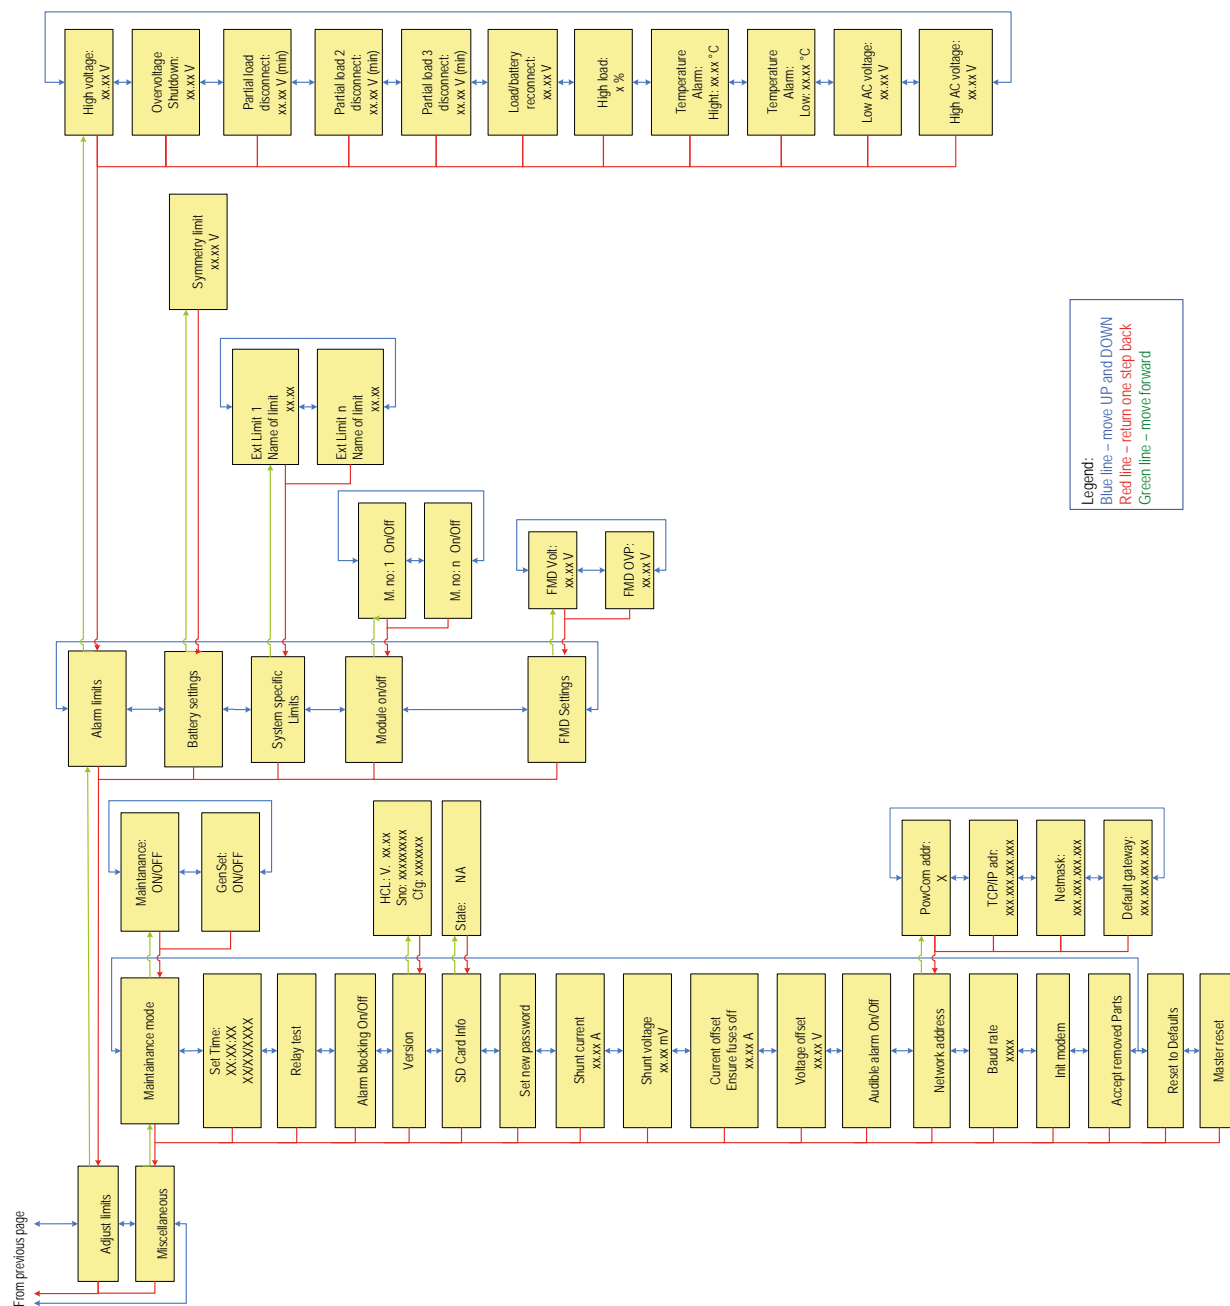 From previous page
Adjust limits
Miscellaneous
Maintainance mode
Set Time:
XX:XX:XX
XX/XX/XXXX
Relay test
Alarm blocking On/Off
Version
SD Card Info
Set new password
Shunt current
xx.xx A
Shunt voltage
xx.xx mV
Current offset
Ensure fuses off
xx.xx A
Voltage offset
xx.xx V
Audible alarm On/Off
Network address
Baud rate
xxxx
Init modem
Accept removed Parts
Reset to Defaults
Master reset
Maintanance:
ON/OFF
GenSet:
ON/OFF
HCL: V. xx.xx
Sno: xxxxxxxxx
Cfg: xxxxxxx
State: NA
PowCom addr:
X
TCP/IP adr:
xxx.xxx.xxx.xxx
Netmask:
xxx.xxx.xxx.xxx
Default gateway:
xxx.xxx.xxx.xxx
Alarm limits
Battery settings
System specific
Limits
Module on/off
FMD Settings
M. no: 1 On/Off
M. no: n On/Off
FMD Volt:
xx.xx V
FMD OVP:
xx.xx V
Ext Limit 1
Name of limit
xx.xx
Ext Limit n
Name of limit
xx.xx
Symmetry limit
xx.xx V
High voltage:
xx.xx V
Overvoltage
Shutdown:
xx.xx V
Partial load
disconnect:
xx.xx V (min)
Partial load 2
disconnect:
xx.xx V (min)
Partial load 3
disconnect:
xx.xx V (min)
Load/battery
reconnect:
xx.xx V
High load:
x %
Temperature
Alarm:
Hight: xx.xx °C
Temperature
Alarm:
Low: xx.xx °C
Low AC voltage:
xx.xx V
High AC voltage:
xx.xx V
Legend:
Blue line – move UP and DOWN
Red line – return one step back
Green line – move forward